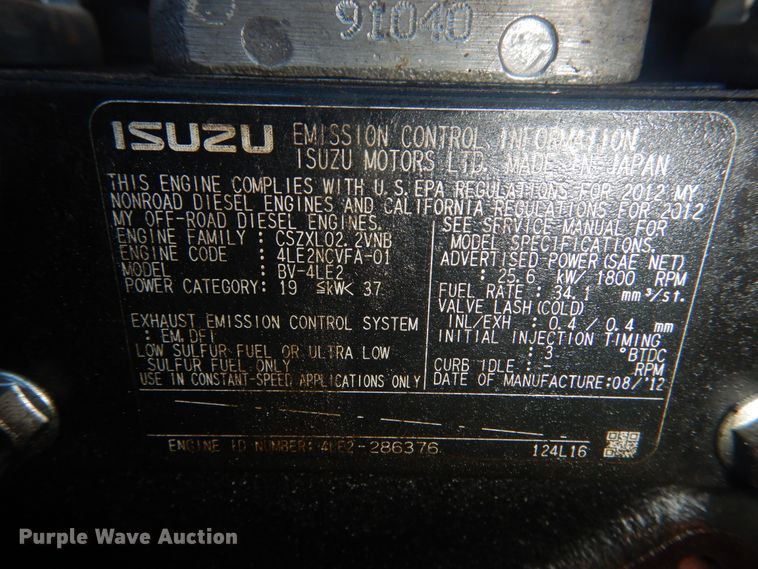 91040
ISUZU EMISSION CONTROL INFORMATION
ISUZU MOTORS LTD. MADE IN JAPAN
THIS ENGINE COMPLIES WITH U.S.EPA REGULATIONS FOR 2012 MY
NONROAD DIESEL ENGINES AND CALIFORNIA REGULATIONS FOR 2012
MY OFF-ROAD DIESEL ENGINES.
ENGINE FAMILY : CSZXL02.2VNB
ENGINE CODE : 4LE2NCVFA-01
MODEL : BV-4LE2
POWER CATEGORY: 19 ≦kW< 37
EXHAUST EMISSION CONTROL SYSTEM
: EM,DFI
LOW SULFUR FUEL OR ULTRA LOW
SULFUR FUEL ONLY
USE IN CONSTANT-SPEED APPLICATIONS ONLY
SEE SERVICE MANUAL FOR
MODEL SPECIFICATIONS.
ADVERTISED POWER(SAE NET)
: 25.6 kW/ 1800 RPM
FUEL RATE: 34.1 mm³/st.
VALVE LASH(COLD)
INL/EXH : 0.4/ 0.4 mm
INITIAL INJECTION TIMING
: 3 °BTDC
CURB IDLE: - RPM
DATE OF MANUFACTURE:08/'12
ENGINE ID NUMBER: 4LE2-286376
124L16
Purple Wave Auction